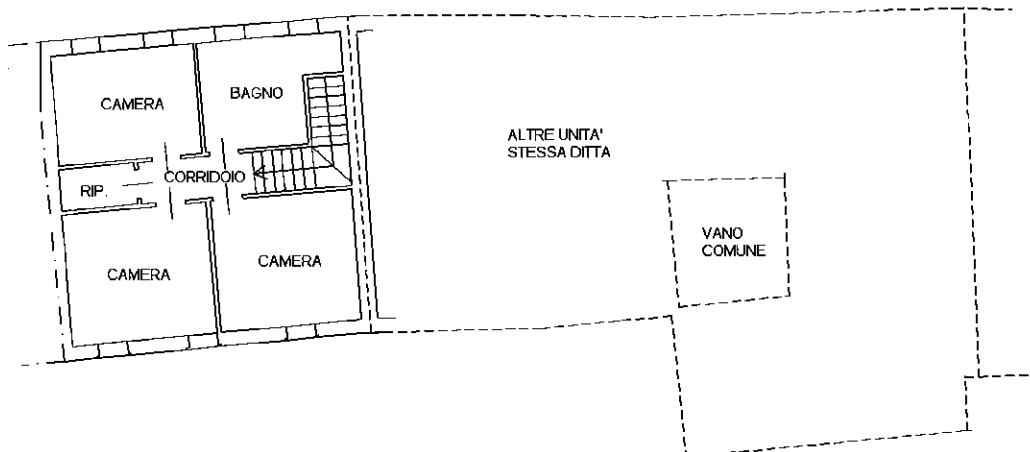 CAMERA
BAGNO
RIP.
CORRIDOIO
CAMERA
CAMERA
ALTRE UNITA'
STESSA DITTA
VANO
COMUNE